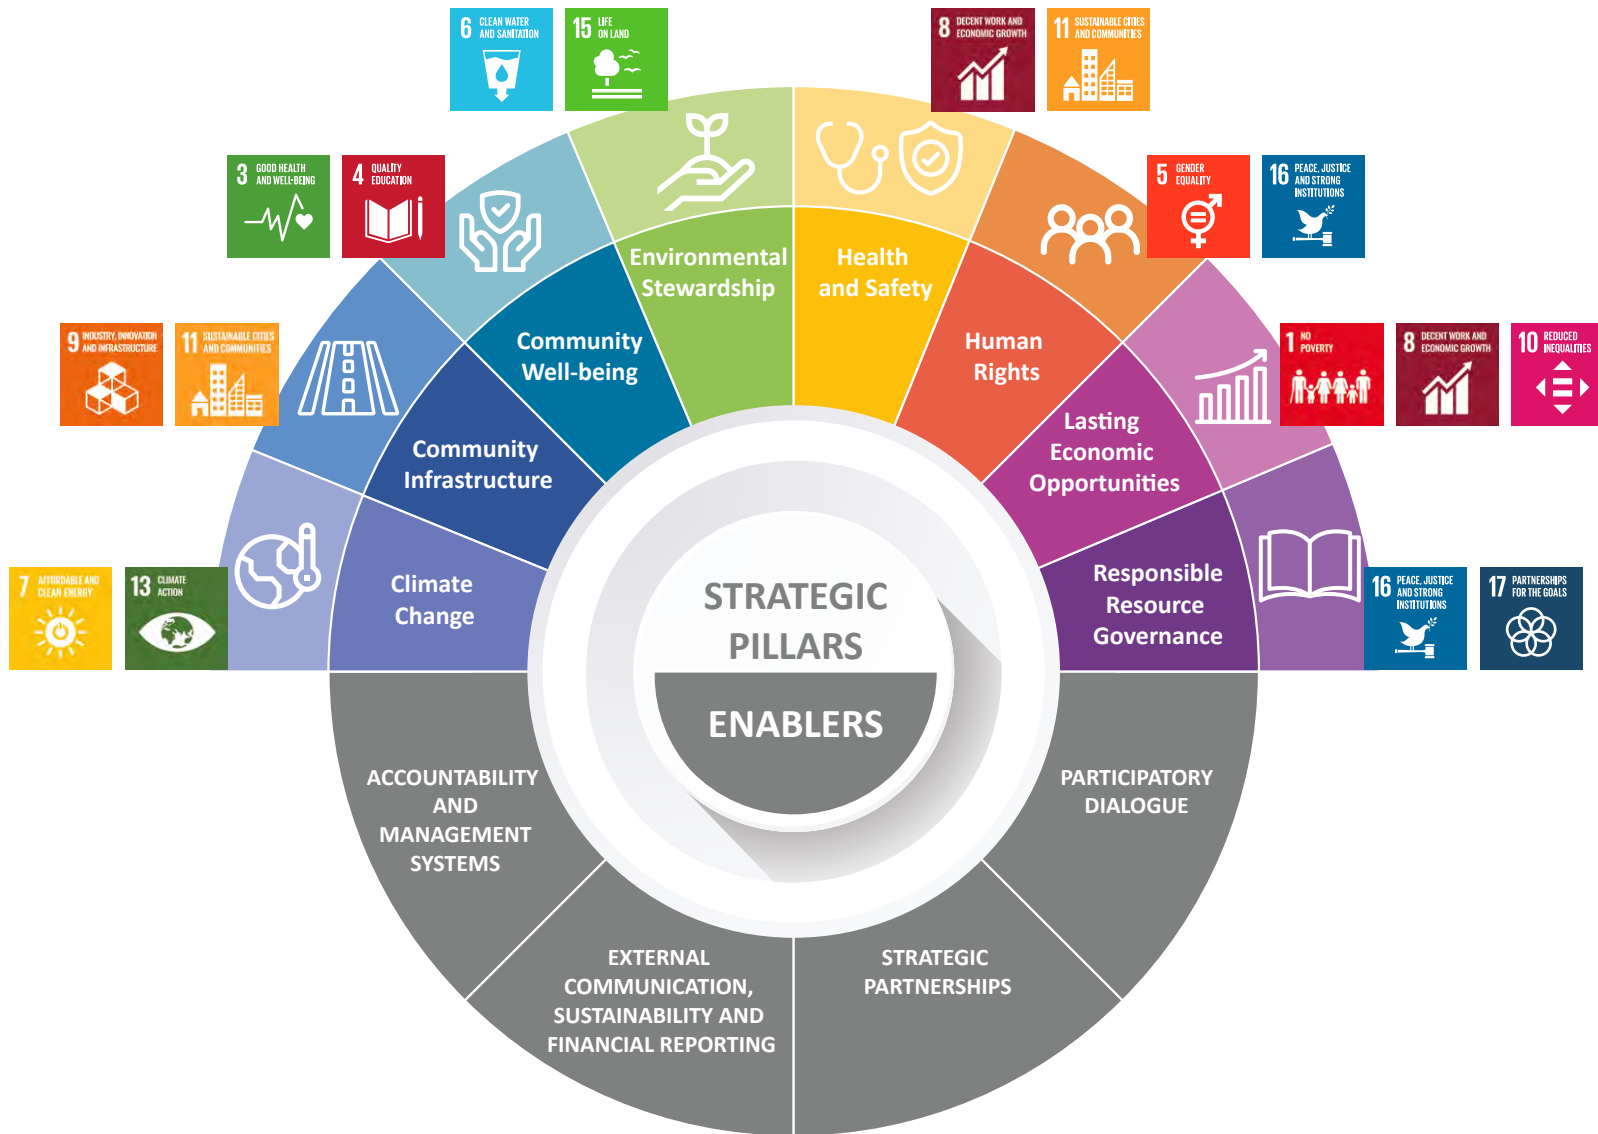 6 CLEAN WATER
AND SANITATION
15 LIFE
ON LAND
8 DECENT WORK AND
ECONOMIC GROWTH
11 SUSTAINABLE CITIES
AND COMMUNITIES
3 GOOD HEALTH
AND WELL-BEING
4 QUALITY
EDUCATION
5 GENDER
EQUALITY
16 PEACE, JUSTICE
AND STRONG
INSTITUTIONS
9 INDUSTRY, INNOVATION
AND INFRASTRUCTURE
11 SUSTAINABLE CITIES
AND COMMUNITIES
1 NO
POVERTY
8 DECENT WORK AND
ECONOMIC GROWTH
10 REDUCED
INEQUALITIES
7 AFFORDABLE AND
CLEAN ENERGY
13 CLIMATE
ACTION
16 PEACE, JUSTICE
AND STRONG
INSTITUTIONS
17 PARTNERSHIPS
FOR THE GOALS
Climate
Change
Community
Infrastructure
Community
Well-being
Environmental
Stewardship
Health
and Safety
Human
Rights
Lasting
Economic
Opportunities
Responsible
Resource
Governance
STRATEGIC
PILLARS
ENABLERS
ACCOUNTABILITY
AND
MANAGEMENT
SYSTEMS
EXTERNAL
COMMUNICATION,
SUSTAINABILITY AND
FINANCIAL REPORTING
STRATEGIC
PARTNERSHIPS
PARTICIPATORY
DIALOGUE